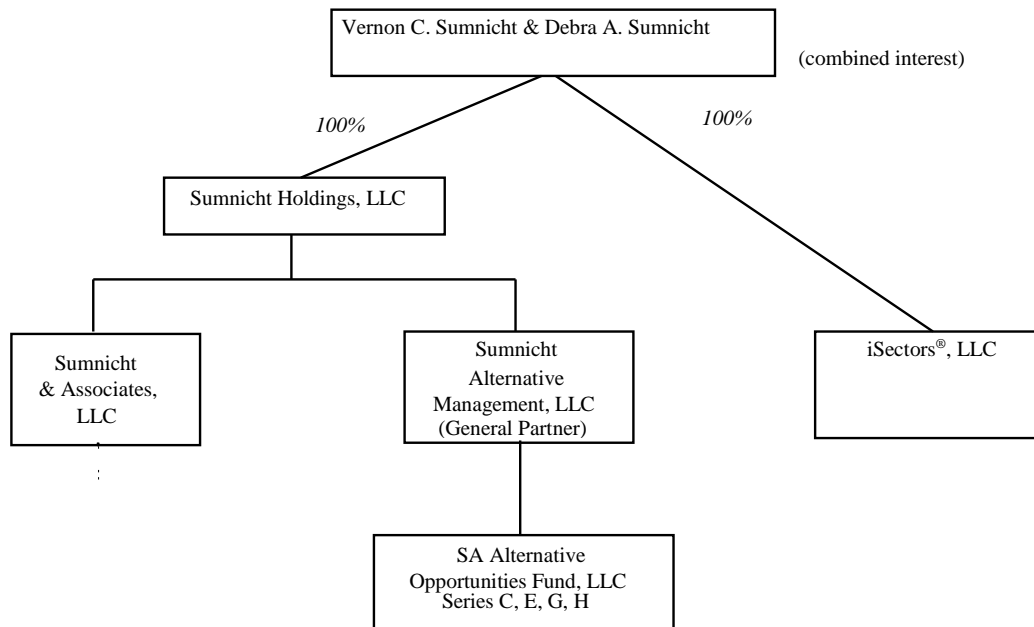 Vernon C. Sumnicht & Debra A. Sumnicht
(combined interest)
100%
100%
Sumnicht Holdings, LLC
Sumnicht
& Associates,
LLC
Sumnicht
Alternative
Management, LLC
(General Partner)
iSectors®, LLC
SA Alternative
Opportunities Fund, LLC
Series C, E, G, H